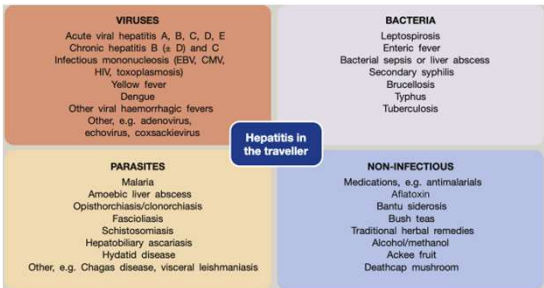 VIRUSES
Acute viral hepatitis A, B, C, D, E
Chronic hepatitis B (± D) and C
Infectious mononucleosis (EBV, CMV,
HIV, toxoplasmosis)
Yellow fever
Dengue
Other viral haemorrhagic fevers
Other, e.g. adenovirus,
echovirus, coxsackievirus
BACTERIA
Leptospirosis
Enteric fever
Bacterial sepsis or liver abscess
Secondary syphilis
Brucellosis
Typhus
Tuberculosis
Hepatitis in
the traveller
PARASITES
Malaria
Amoebic liver abscess
Opisthorchiasis/clonorchiasis
Fascioliasis
Schistosomiasis
Hepatobiliary ascariasis
Hydatid disease
Other, e.g. Chagas disease, visceral leishmaniasis
NON-INFECTIOUS
Medications, e.g. antimalarials
Aflatoxin
Bantu siderosis
Bush teas
Traditional herbal remedies
Alcohol/methanol
Ackee fruit
Deathcap mushroom